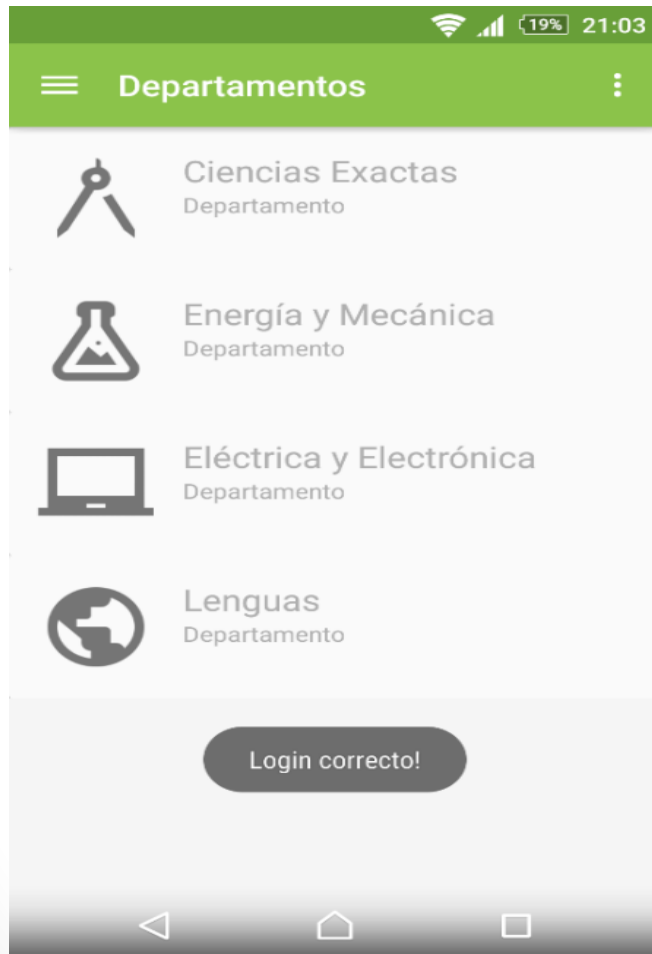 19% 21:03
Departamentos
Ciencias Exactas
Departamento
Energía y Mecánica
Departamento
Eléctrica y Electrónica
Departamento
Lenguas
Departamento
Login correcto!